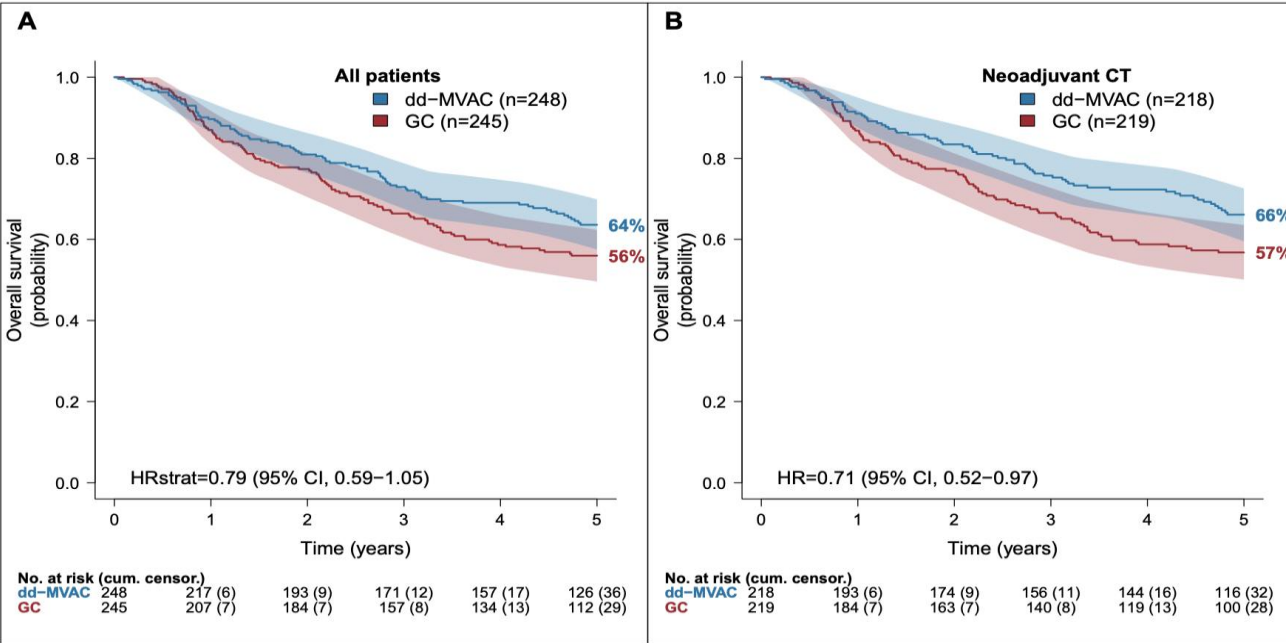 A
All patients
dd−MVAC (n=248)
GC (n=245)
Overall survival
(probability)
1.0
0.8
0.6
0.4
0.2
0.0
64%
56%
HRstrat=0.79 (95% CI, 0.59−1.05)
0 1 2 3 4 5
Time (years)
No. at risk (cum. censor.)
dd−MVAC 248 217 (6) 193 (9) 171 (12) 157 (17) 126 (36)
GC 245 207 (7) 184 (7) 157 (8) 134 (13) 112 (29)
B
Neoadjuvant CT
dd−MVAC (n=218)
GC (n=219)
Overall survival
(probability)
1.0
0.8
0.6
0.4
0.2
0.0
66%
57%
HR=0.71 (95% CI, 0.52−0.97)
0 1 2 3 4 5
Time (years)
No. at risk (cum. censor.)
dd−MVAC 218 193 (6) 174 (9) 156 (11) 144 (16) 116 (32)
GC 219 184 (7) 163 (7) 140 (8) 119 (13) 100 (28)